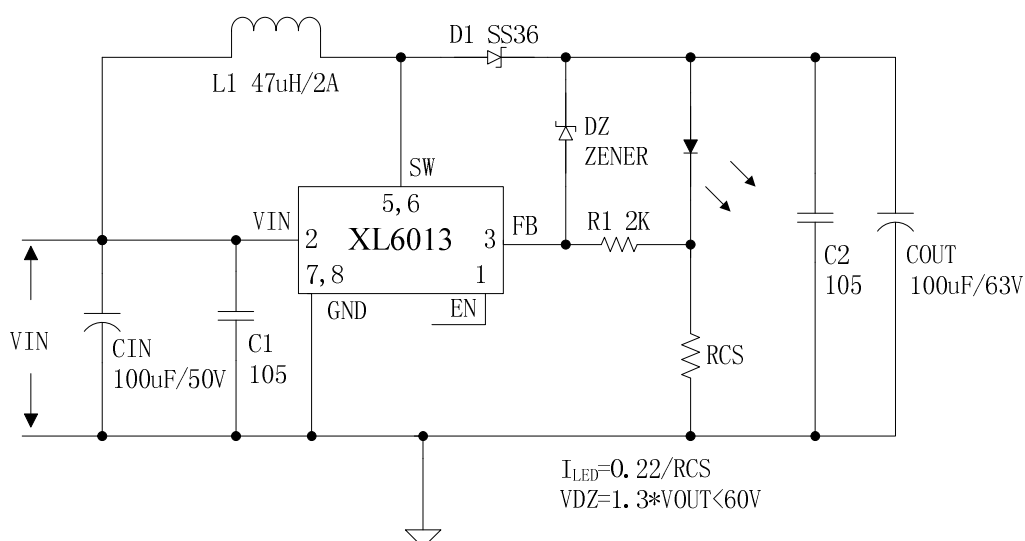 D1 SS36
L1 47uH/2A
DZ
ZENER
SW
5,6
VIN
2
XL6013
3
FB
R1 2K
7,8
1
GND
EN
C2
105
COUT
100uF/63V
VIN
CIN
100uF/50V
C1
105
RCS
ILED=0.22/RCS
VDZ=1.3*VOUT<60V